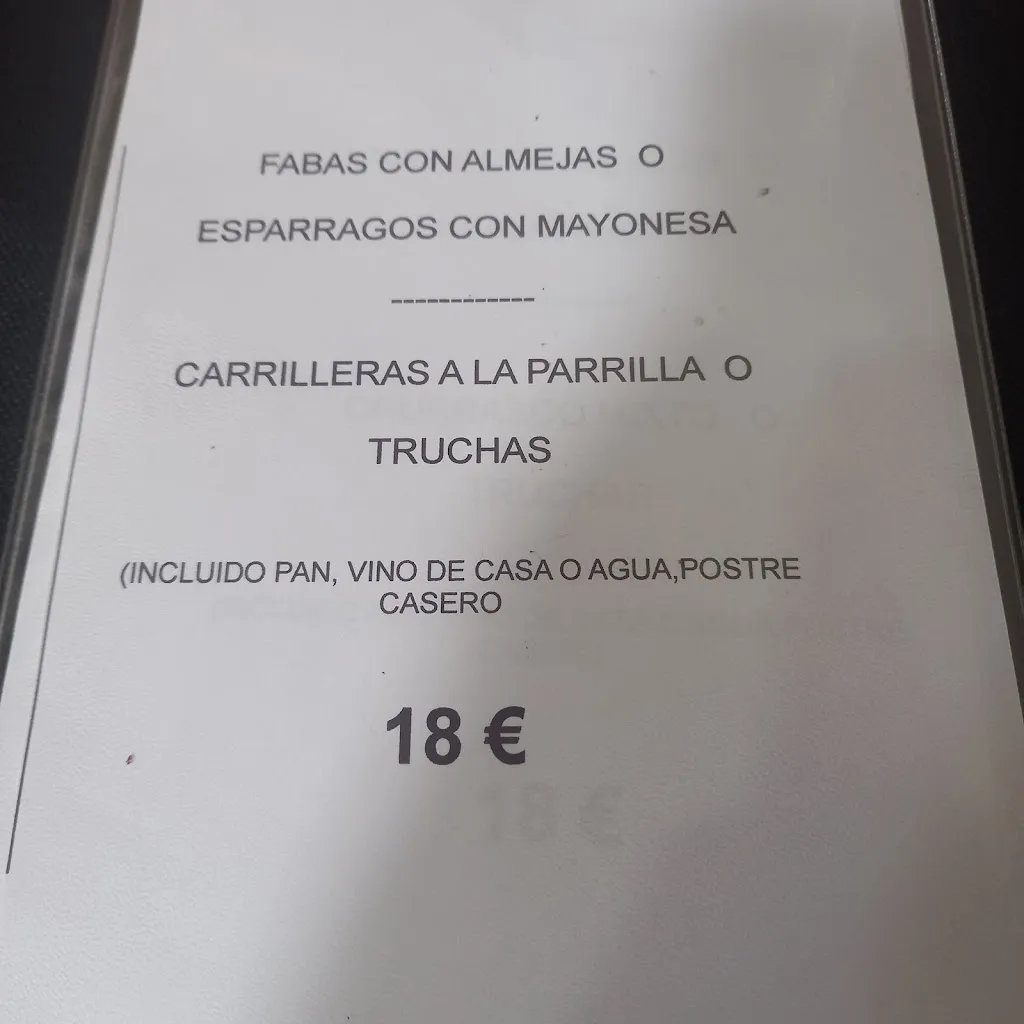 FABAS CON ALMEJAS O
ESPARRAGOS CON MAYONESA
------------
CARRILLERAS A LA PARRILLA O
TRUCHAS
(INCLUIDO PAN, VINO DE CASA O AGUA,POSTRE
CASERO
18 €